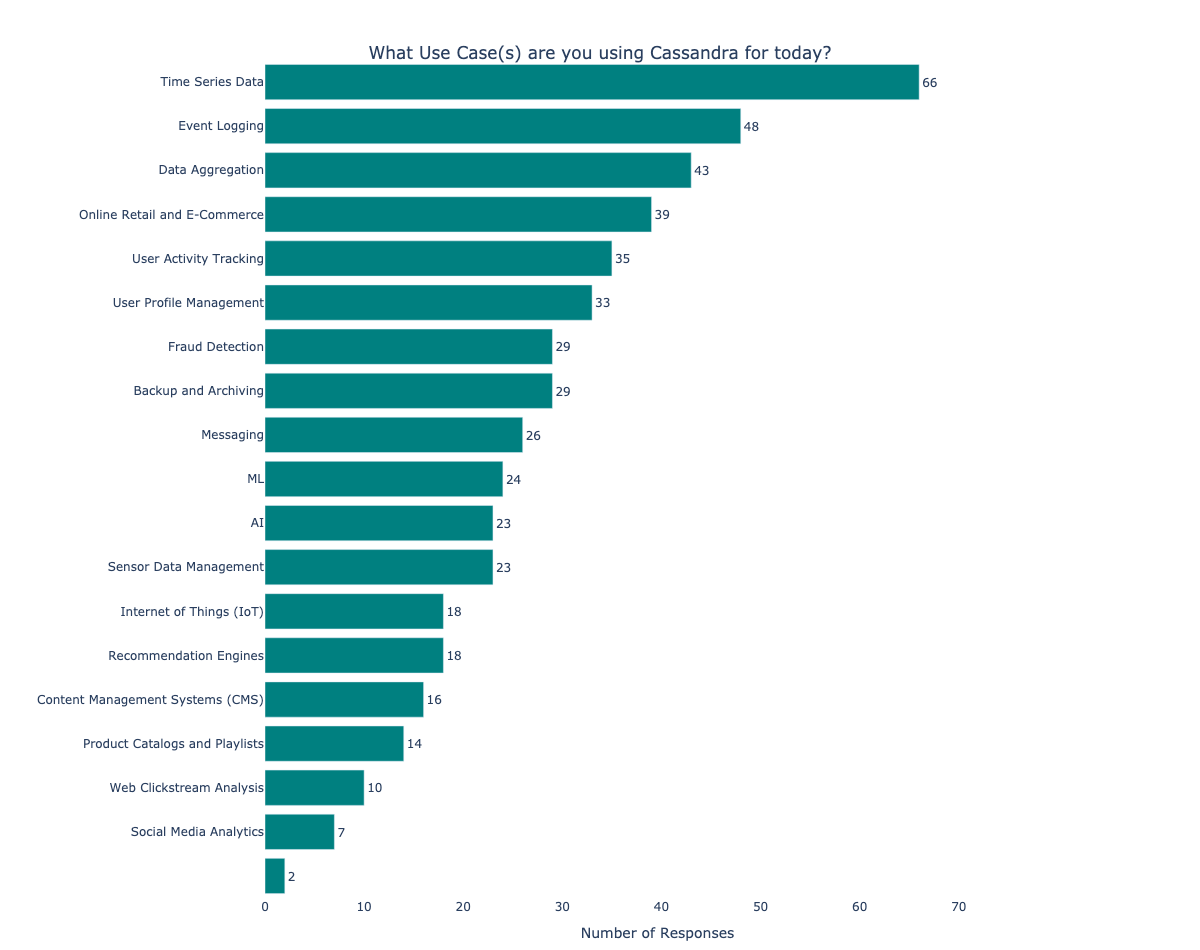 What Use Case(s) are you using Cassandra for today?
Time Series Data 66
Event Logging 48
Data Aggregation 43
Online Retail and E-Commerce 39
User Activity Tracking 35
User Profile Management 33
Fraud Detection 29
Backup and Archiving 29
Messaging 26
ML 24
AI 23
Sensor Data Management 23
Internet of Things (IoT) 18
Recommendation Engines 18
Content Management Systems (CMS) 16
Product Catalogs and Playlists 14
Web Clickstream Analysis 10
Social Media Analytics 7
2
0 10 20 30 40 50 60 70
Number of Responses